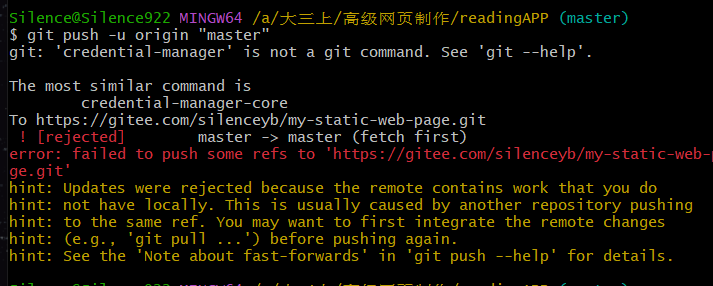 Silence@Silence922 MINGW64 /a/大三上/高级网页制作/readingAPP (master)
$ git push -u origin "master"
git: 'credential-manager' is not a git command. See 'git --help'.
The most similar command is
credential-manager-core
To https://gitee.com/silenceyb/my-static-web-page.git
! [rejected] master -> master (fetch first)
error: failed to push some refs to 'https://gitee.com/silenceyb/my-static-web-p
ge.git'
hint: Updates were rejected because the remote contains work that you do
hint: not have locally. This is usually caused by another repository pushing
hint: to the same ref. You may want to first integrate the remote changes
hint: (e.g., 'git pull ...') before pushing again.
hint: See the 'Note about fast-forwards' in 'git push --help' for details.